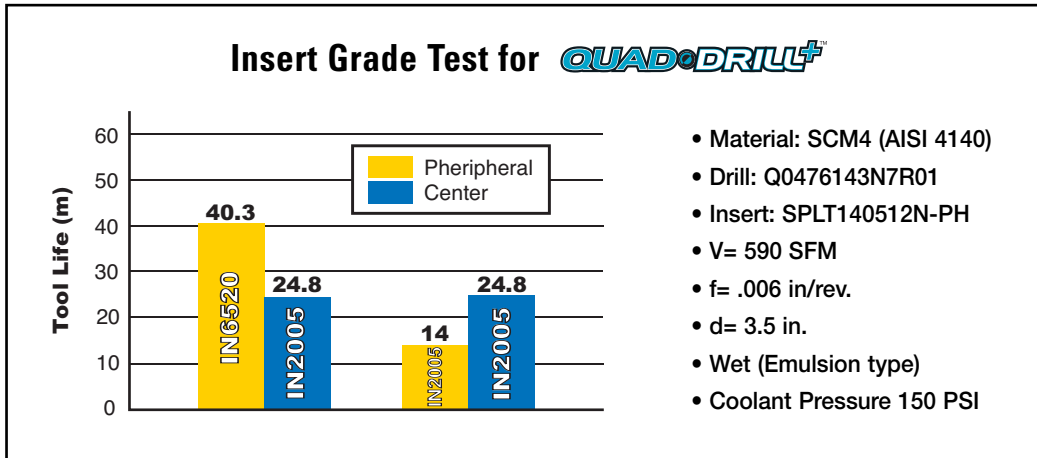 Insert Grade Test for QUAD DRILL+™
Tool Life (m)
60
50
40
30
20
10
0
Pheripheral
Center
40.3
IN6520
24.8
IN2005
14
IN2005
24.8
IN2005
• Material: SCM4 (AISI 4140)
• Drill: Q0476143N7R01
• Insert: SPLT140512N-PH
• V= 590 SFM
• f= .006 in/rev.
• d= 3.5 in.
• Wet (Emulsion type)
• Coolant Pressure 150 PSI